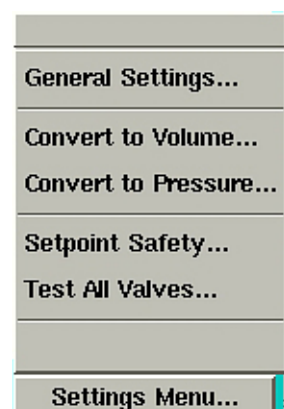 General Settings...
Convert to Volume...
Convert to Pressure...
Setpoint Safety...
Test All Valves...
Settings Menu...